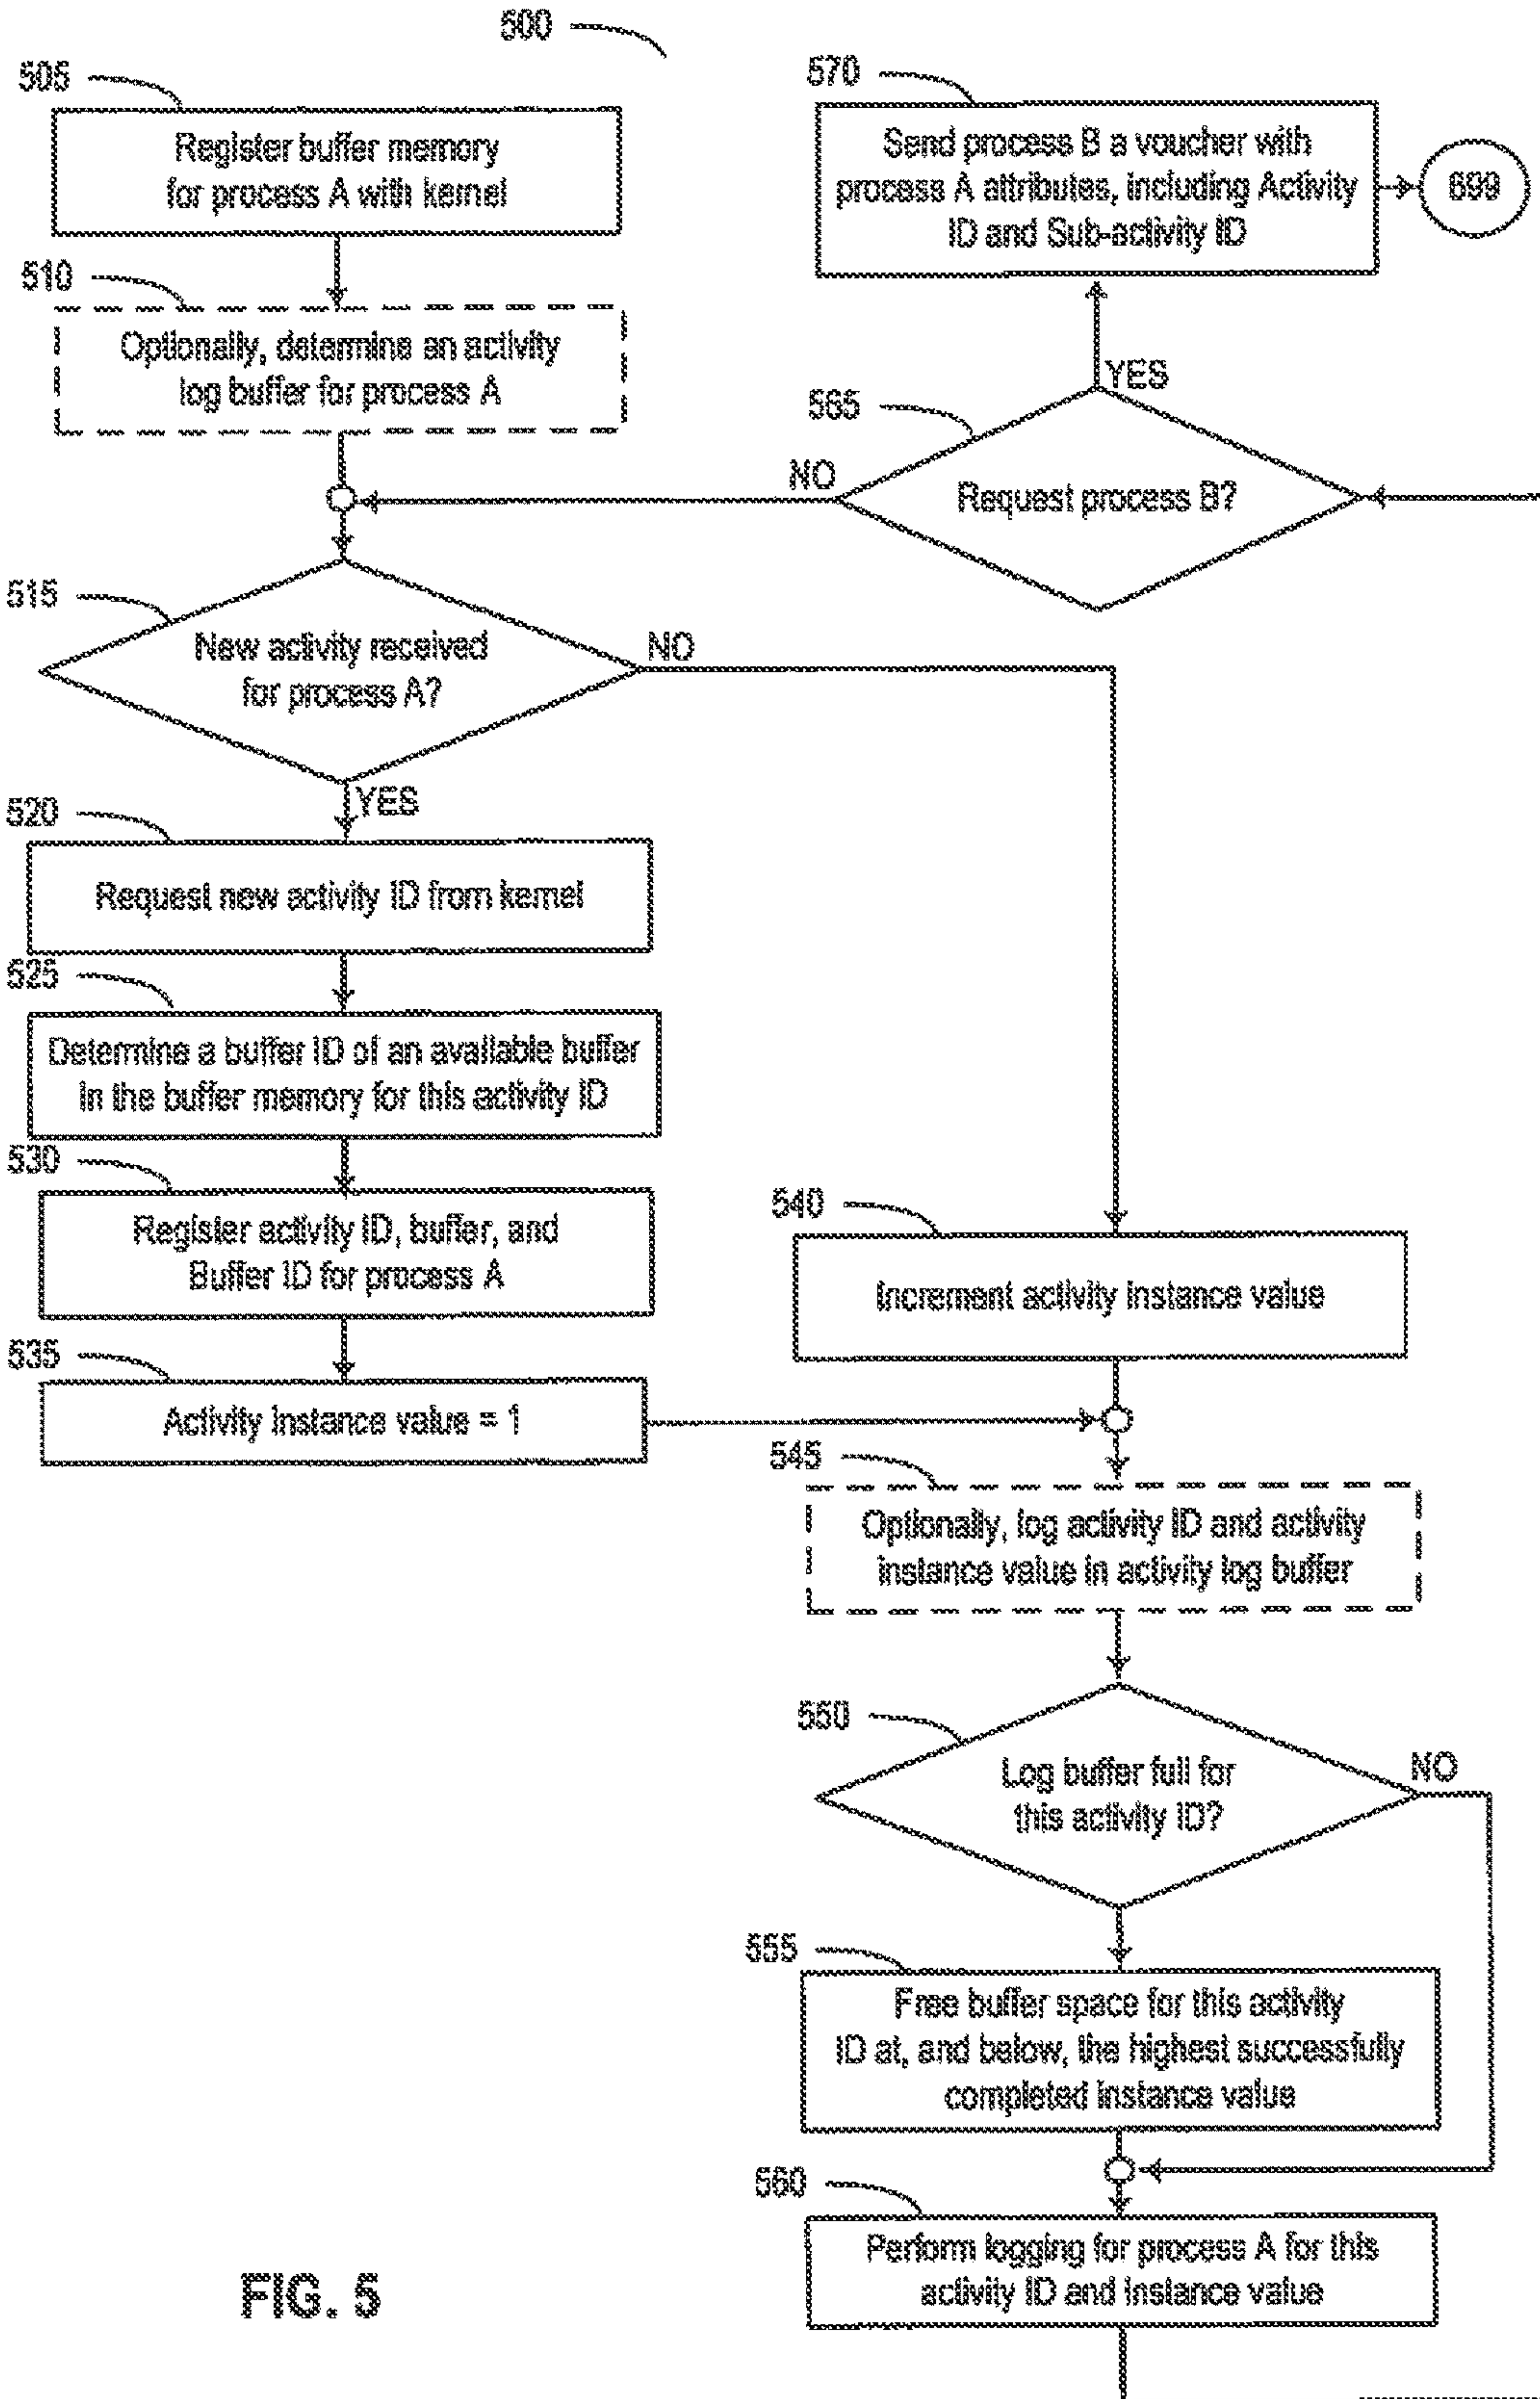 500
505
Register buffer memory
for process A with kernel
510
Optionally, determine an activity
log buffer for process A
515
New activity received
for process A?
NO
YES
520
Request new activity ID from kernel
525
Determine a buffer ID of an available buffer
in the buffer memory for this activity ID
530
Register activity ID, buffer, and
Buffer ID for process A
535
Activity instance value = 1
540
Increment activity instance value
545
Optionally, log activity ID and activity
instance value in activity log buffer
550
Log buffer full for
this activity ID?
NO
555
Free buffer space for this activity
ID at, and below, the highest successfully
completed instance value
560
Perform logging for process A for this
activity ID and instance value
565
Request process B?
NO
YES
570
Send process B a voucher with
process A attributes, including Activity
ID and Sub-activity ID
699
FIG. 5